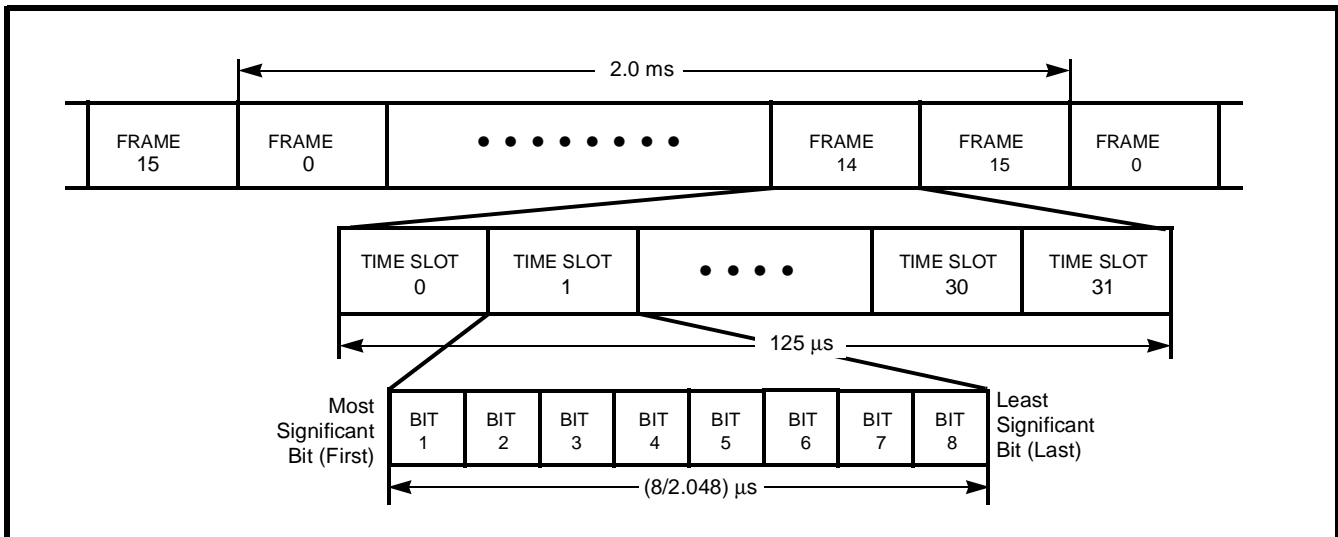 2.0 ms
FRAME
15
FRAME
0
FRAME
14
FRAME
15
FRAME
0
TIME SLOT
0
TIME SLOT
1
TIME SLOT
30
TIME SLOT
31
125 μs
Most
Significant
Bit (First)
BIT
1
BIT
2
BIT
3
BIT
4
BIT
5
BIT
6
BIT
7
BIT
8
Least
Significant
Bit (Last)
(8/2.048) μs